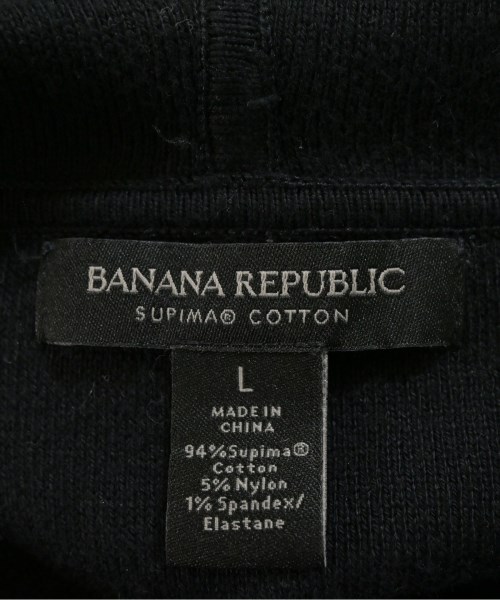 BANANA REPUBLIC
SUPIMA® COTTON
L
MADE IN
CHINA
94%Supima®
Cotton
5% Nylon
1% Spandex/
Elastane